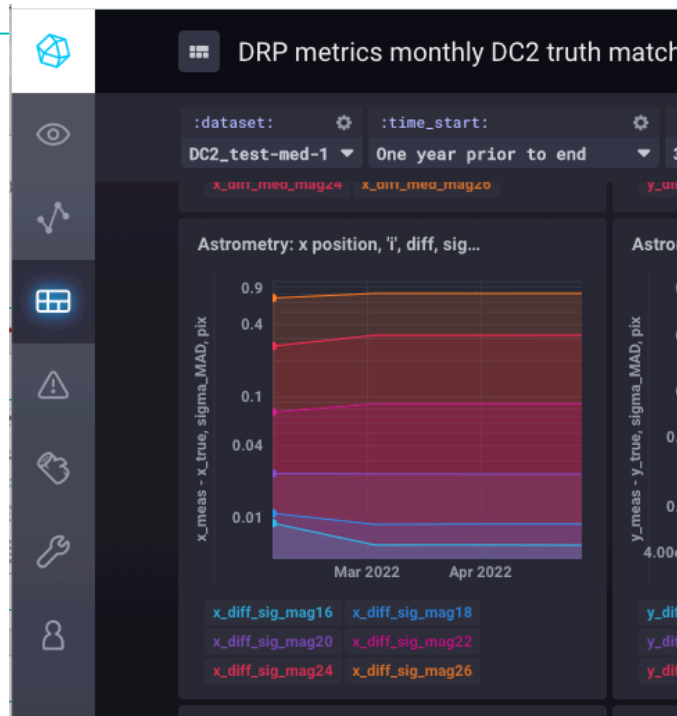 DRP metrics monthly DC2 truth match
:dataset: :time_start:
DC2_test-med-1 One year prior to end
x_diff_med_mag24 x_diff_med_mag26
Astrometry: x position, 'i', diff, sig...
Astro
x_meas - x_true, sigma_MAD, pix
0.9
0.4
0.1
0.04
0.01
Mar 2022 Apr 2022
y_meas - y_true, sigma_MAD, pix
4.00e
x_diff_sig_mag16 x_diff_sig_mag18
x_diff_sig_mag20 x_diff_sig_mag22
x_diff_sig_mag24 x_diff_sig_mag26